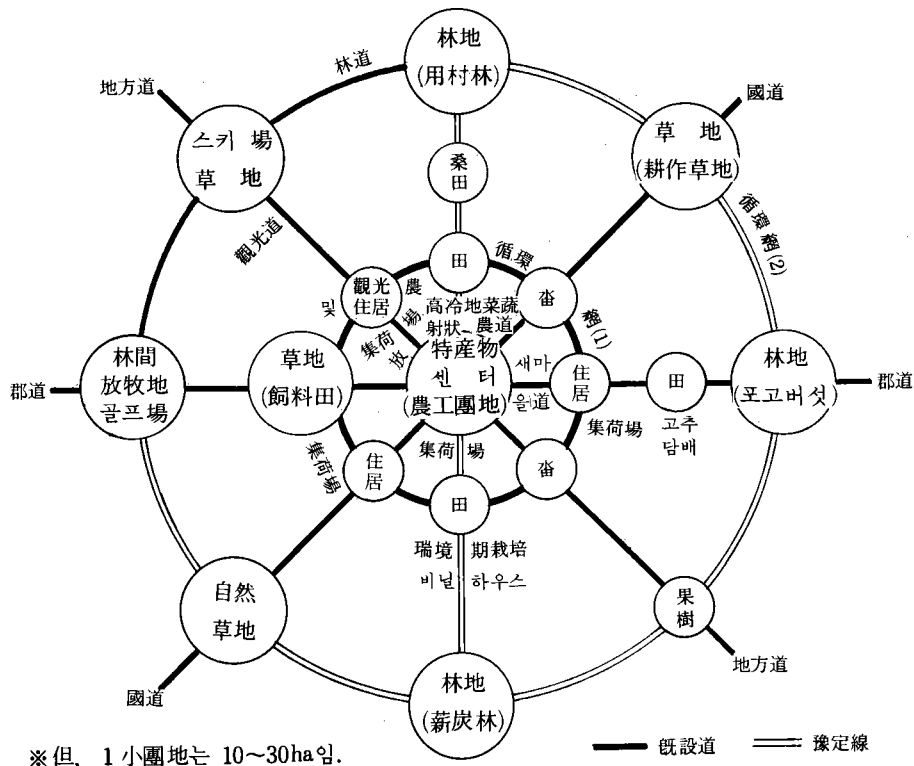 林地
(用村林)
林道
地方道
國道
스키 場
草 地
草 地
(耕作草地)
桑
田
觀光道
循環網(2)
田
循環
網(1)
觀光
住居
農
및
高冷地菜蔬
集荷場
射狀
農道
放
畓
林間
放牧地
골프場
郡道
草地
(飼料田)
特産物
센 터
(農工團地)
새마
을道
住
居
田
林地
(포고버섯)
郡道
集荷場
고추
담배
集荷場
住
居
集荷 場
田
畓
瑞境 期栽培
비닐 하우스
自然
草地
果
樹
國道
地方道
林地
(薪炭林)
※但, 1 小團地는 10~30ha임.
旣設道
豫定線